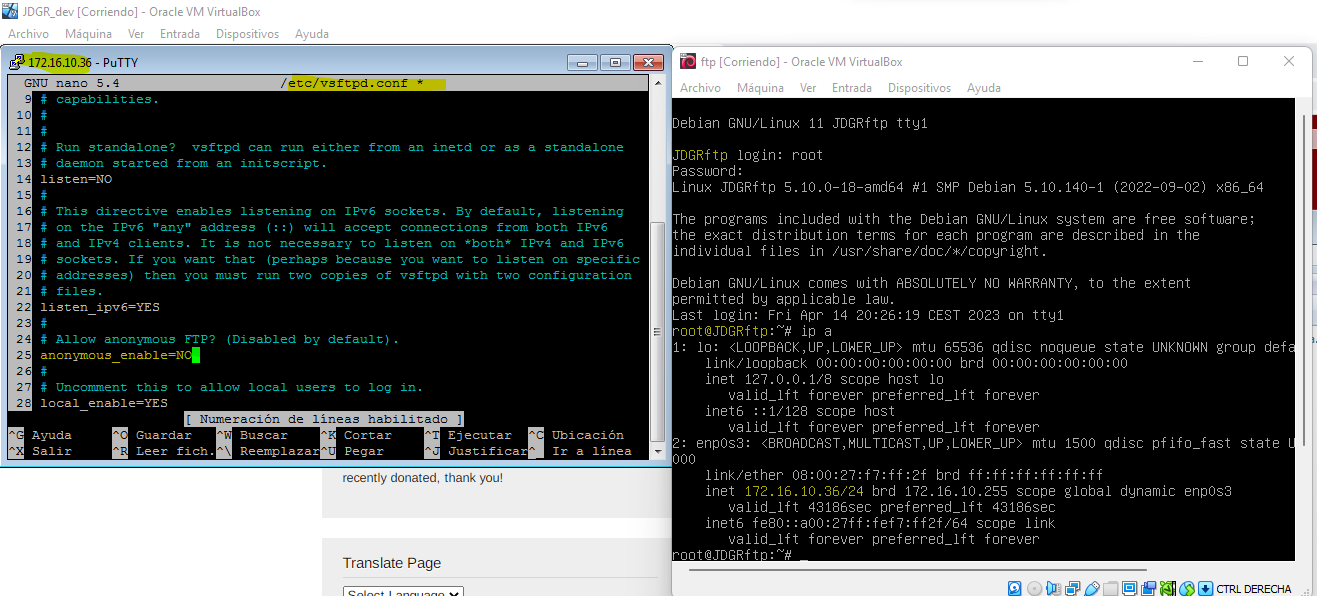 JDGR_dev [Corriendo] - Oracle VM VirtualBox
Archivo Máquina Ver Entrada Dispositivos Ayuda
172.16.10.36 - PuTTY
GNU nano 5.4 /etc/vsftpd.conf *
9 # capabilities.
10 #
11 #
12 # Run standalone? vsftpd can run either from an inetd or as a standalone
13 # daemon started from an initscript.
14 listen=NO
15 #
16 # This directive enables listening on IPv6 sockets. By default, listening
17 # on the IPv6 "any" address (::) will accept connections from both IPv6
18 # and IPv4 clients. It is not necessary to listen on *both* IPv4 and IPv6
19 # sockets. If you want that (perhaps because you want to listen on specific
20 # addresses) then you must run two copies of vsftpd with two configuration
21 # files.
22 listen_ipv6=YES
23 #
24 # Allow anonymous FTP? (Disabled by default).
25 anonymous_enable=NO
26 #
27 # Uncomment this to allow local users to log in.
28 local_enable=YES
[ Numeración de líneas habilitado ]
^G Ayuda ^O Guardar ^W Buscar ^K Cortar ^T Ejecutar ^C Ubicación
^X Salir ^R Leer fich. ^\ Reemplazar ^U Pegar ^J Justificar ^_ Ir a línea
recently donated, thank you!
Translate Page
Select Language
ftp [Corriendo] - Oracle VM VirtualBox
Archivo Máquina Ver Entrada Dispositivos Ayuda
Debian GNU/Linux 11 JDGRftp tty1
JDGRftp login: root
Password:
Linux JDGRftp 5.10.0-18-amd64 #1 SMP Debian 5.10.140-1 (2022-09-02) x86_64
The programs included with the Debian GNU/Linux system are free software;
the exact distribution terms for each program are described in the
individual files in /usr/share/doc/*/copyright.
Debian GNU/Linux comes with ABSOLUTELY NO WARRANTY, to the extent
permitted by applicable law.
Last login: Fri Apr 14 20:26:19 CEST 2023 on tty1
root@JDGRftp:~# ip a
1: lo: <LOOPBACK,UP,LOWER_UP> mtu 65536 qdisc noqueue state UNKNOWN group defa
link/loopback 00:00:00:00:00:00 brd 00:00:00:00:00:00
inet 127.0.0.1/8 scope host lo
valid_lft forever preferred_lft forever
inet6 ::1/128 scope host
valid_lft forever preferred_lft forever
2: enp0s3: <BROADCAST,MULTICAST,UP,LOWER_UP> mtu 1500 qdisc pfifo_fast state U
000
link/ether 08:00:27:f7:ff:2f brd ff:ff:ff:ff:ff:ff
inet 172.16.10.36/24 brd 172.16.10.255 scope global dynamic enp0s3
valid_lft 43186sec preferred_lft 43186sec
inet6 fe80::a00:27ff:fef7:ff2f/64 scope link
valid_lft forever preferred_lft forever
root@JDGRftp:~# _
CTRL DERECHA